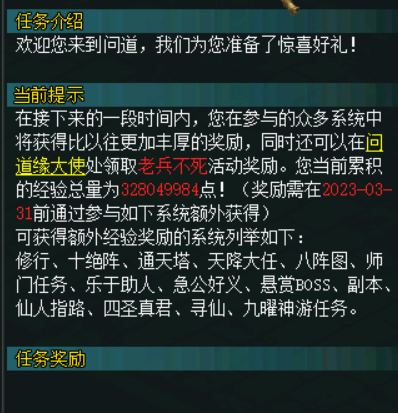 任务介绍
欢迎您来到问道，我们为您准备了惊喜好礼！
当前提示
在接下来的一段时间内，您在参与的众多系统中
将获得比以往更加丰厚的奖励，同时还可以在问
道缘大使处领取老兵不死活动奖励。您当前累积
的经验总量为328049984点！（奖励需在2023-03-
31前通过参与如下系统额外获得）
可获得额外经验奖励的系统列举如下：
修行、十绝阵、通天塔、天降大任、八阵图、师
门任务、乐于助人、急公好义、悬赏BOSS、副本、
仙人指路、四圣真君、寻仙、九曜神游任务。
任务奖励